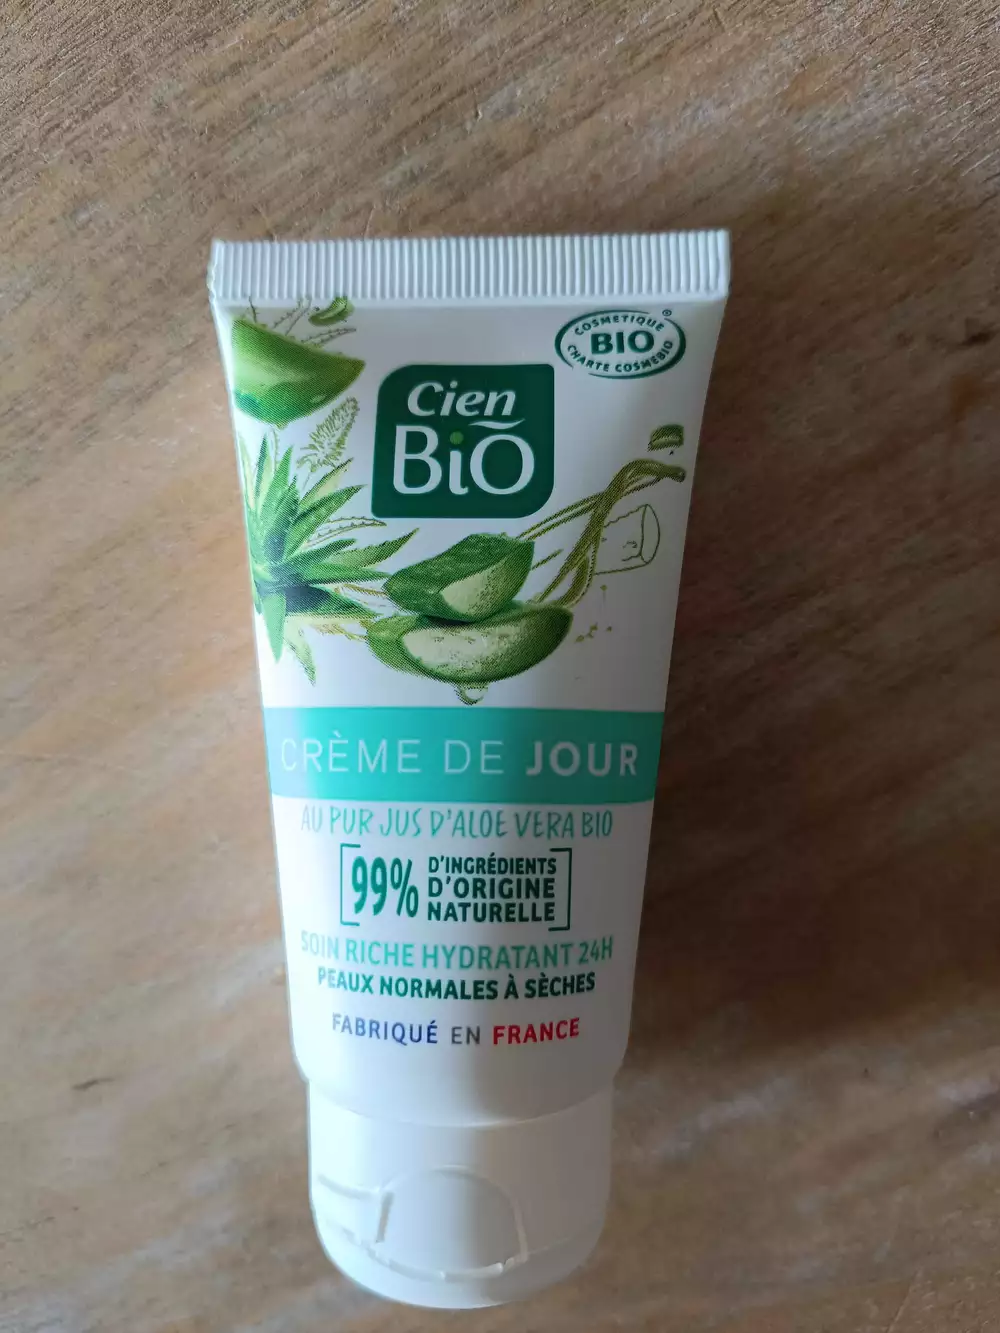 COSMETIQUE
BIO
®
CHARTE COSMEBIO
Cien
BiO
CRÈME DE JOUR
AU PUR JUS D'ALOE VERA BIO
99% D'INGRÉDIENTS
D'ORIGINE
NATURELLE
SOIN RICHE HYDRATANT 24H
PEAUX NORMALES À SÈCHES
FABRIQUÉ EN FRANCE